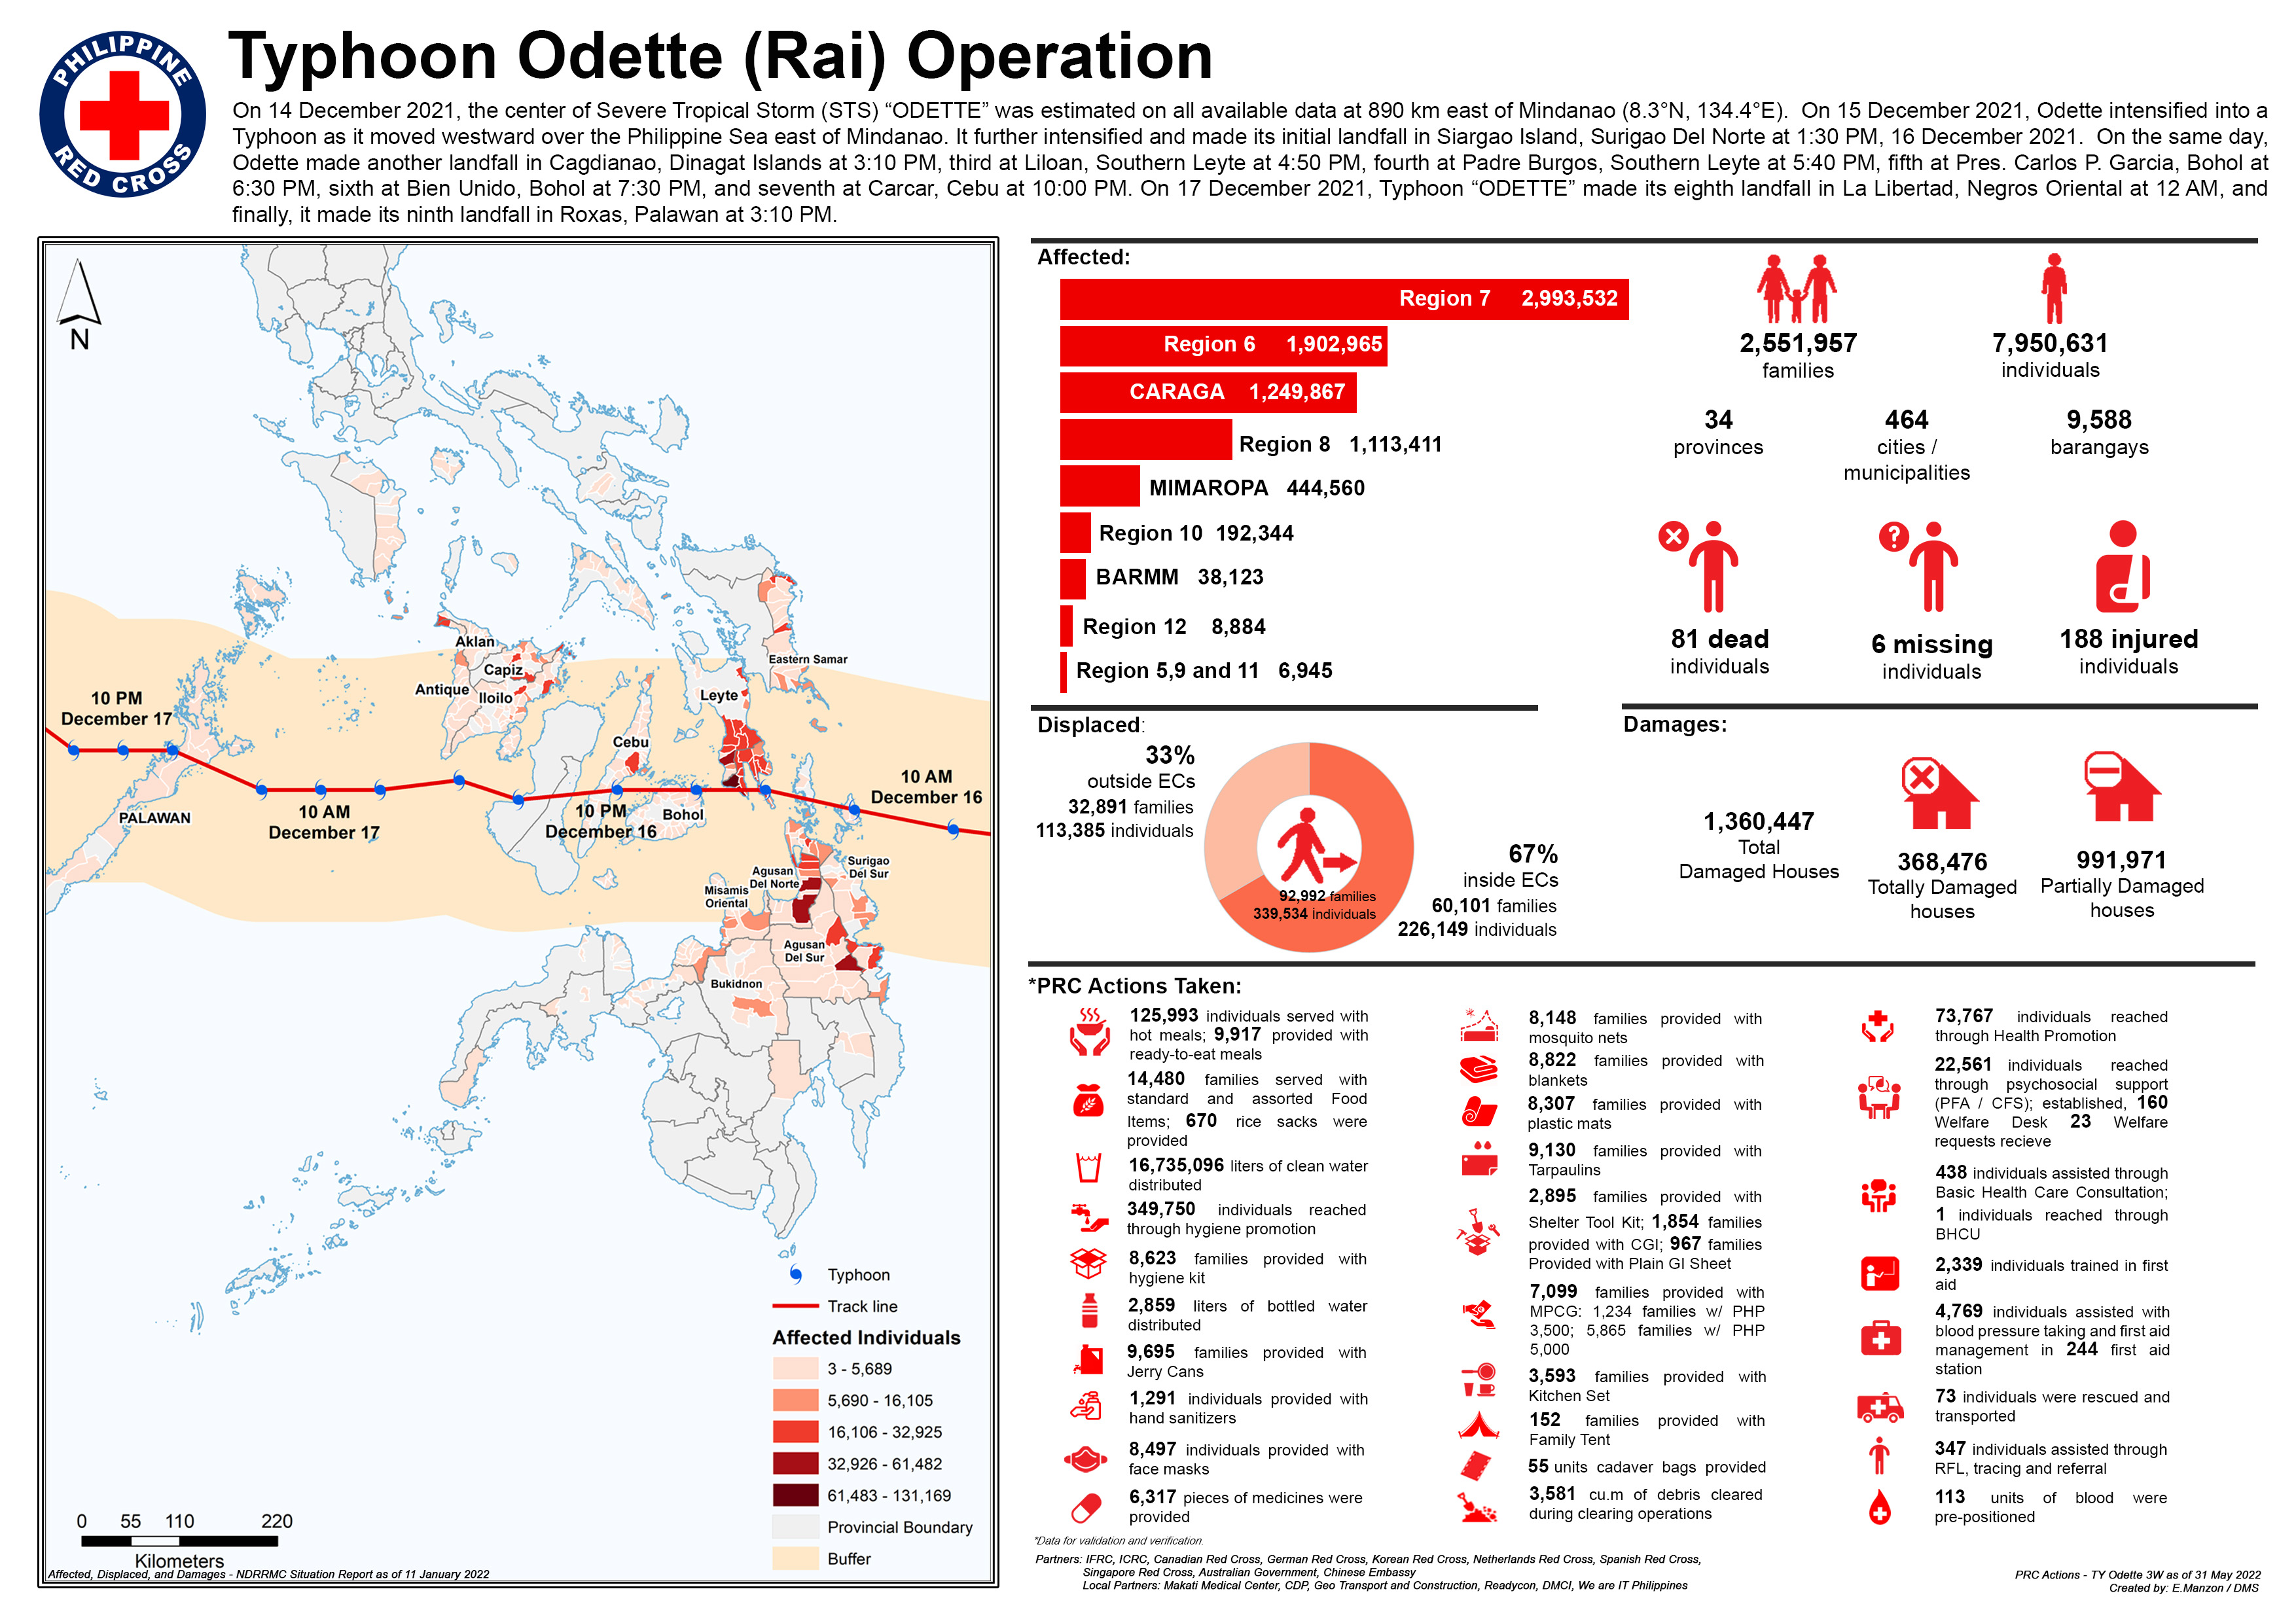 PHILIPPINE
RED CROSS
Typhoon Odette (Rai) Operation
On 14 December 2021, the center of Severe Tropical Storm (STS) “ODETTE” was estimated on all available data at 890 km east of Mindanao (8.3°N, 134.4°E). On 15 December 2021, Odette intensified into a
Typhoon as it moved westward over the Philippine Sea east of Mindanao. It further intensified and made its initial landfall in Siargao Island, Surigao Del Norte at 1:30 PM, 16 December 2021. On the same day,
Odette made another landfall in Cagdianao, Dinagat Islands at 3:10 PM, third at Liloan, Southern Leyte at 4:50 PM, fourth at Padre Burgos, Southern Leyte at 5:40 PM, fifth at Pres. Carlos P. Garcia, Bohol at
6:30 PM, sixth at Bien Unido, Bohol at 7:30 PM, and seventh at Carcar, Cebu at 10:00 PM. On 17 December 2021, Typhoon “ODETTE” made its eighth landfall in La Libertad, Negros Oriental at 12 AM, and
finally, it made its ninth landfall in Roxas, Palawan at 3:10 PM.
N
Aklan
Capiz
Antique
Iloilo
Eastern Samar
Leyte
10 PM
December 17
Cebu
10 AM
December 16
PALAWAN
10 AM
December 17
10 PM
December 16
Bohol
Surigao
Del Sur
Agusan
Del Norte
Misamis
Oriental
Agusan
Del Sur
Bukidnon
Typhoon
Track line
Affected Individuals
3 - 5,689
5,690 - 16,105
16,106 - 32,925
32,926 - 61,482
61,483 - 131,169
Provincial Boundary
Buffer
0 55 110 220
Kilometers
Affected, Displaced, and Damages - NDRRMC Situation Report as of 11 January 2022
Affected:
Region 7 2,993,532
Region 6 1,902,965
CARAGA 1,249,867
Region 8 1,113,411
MIMAROPA 444,560
Region 10 192,344
BARMM 38,123
Region 12 8,884
Region 5,9 and 11 6,945
2,551,957
families
7,950,631
individuals
34
provinces
464
cities /
municipalities
9,588
barangays
81 dead
individuals
6 missing
individuals
188 injured
individuals
Displaced:
33%
outside ECs
32,891 families
113,385 individuals
92,992 families
339,534 individuals
67%
inside ECs
60,101 families
226,149 individuals
Damages:
1,360,447
Total
Damaged Houses
368,476
Totally Damaged
houses
991,971
Partially Damaged
houses
*PRC Actions Taken:
125,993 individuals served with
hot meals; 9,917 provided with
ready-to-eat meals
14,480 families served with
standard and assorted Food
Items; 670 rice sacks were
provided
16,735,096 liters of clean water
distributed
349,750 individuals reached
through hygiene promotion
8,623 families provided with
hygiene kit
2,859 liters of bottled water
distributed
9,695 families provided with
Jerry Cans
1,291 individuals provided with
hand sanitizers
8,497 individuals provided with
face masks
6,317 pieces of medicines were
provided
8,148 families provided with
mosquito nets
8,822 families provided with
blankets
8,307 families provided with
plastic mats
9,130 families provided with
Tarpaulins
2,895 families provided with
Shelter Tool Kit; 1,854 families
provided with CGI; 967 families
Provided with Plain GI Sheet
7,099 families provided with
MPCG: 1,234 families w/ PHP
3,500; 5,865 families w/ PHP
5,000
3,593 families provided with
Kitchen Set
152 families provided with
Family Tent
55 units cadaver bags provided
3,581 cu.m of debris cleared
during clearing operations
73,767 individuals reached
through Health Promotion
22,561 individuals reached
through psychosocial support
(PFA / CFS); established, 160
Welfare Desk 23 Welfare
requests recieve
438 individuals assisted through
Basic Health Care Consultation;
1 individuals reached through
BHCU
2,339 individuals trained in first
aid
4,769 individuals assisted with
blood pressure taking and first aid
management in 244 first aid
station
73 individuals were rescued and
transported
347 individuals assisted through
RFL, tracing and referral
113 units of blood were
pre-positioned
*Data for validation and verification.
Partners: IFRC, ICRC, Canadian Red Cross, German Red Cross, Korean Red Cross, Netherlands Red Cross, Spanish Red Cross,
Singapore Red Cross, Australian Government, Chinese Embassy
Local Partners: Makati Medical Center, CDP, Geo Transport and Construction, Readycon, DMCI, We are IT Philippines
PRC Actions - TY Odette 3W as of 31 May 2022
Created by: E.Manzon / DMS